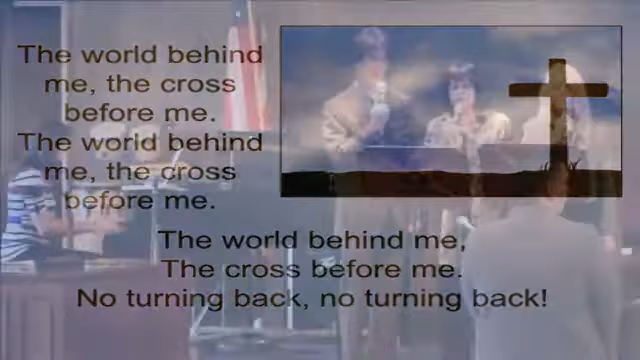 The world behind
me, the cross
before me.
The world behind
me, the cross
before me.
The world behind me,
The cross before me.
No turning back, no turning back!